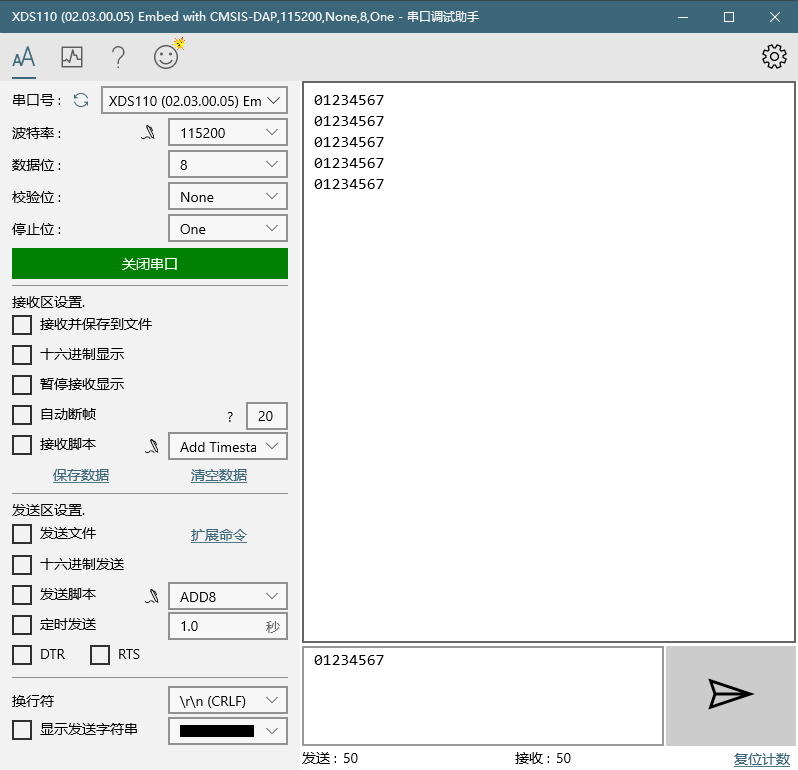 XDS110 (02.03.00.05) Embed with CMSIS-DAP,115200,None,8,One - 串口调试助手
AA
串口号 : XDS110 (02.03.00.05) Em
波特率 : 115200
数据位 : 8
校验位 : None
停止位 : One
关闭串口
接收区设置.
接收并保存到文件
十六进制显示
暂停接收显示
自动断帧 ? 20
接收脚本 Add Timesta
保存数据 清空数据
发送区设置.
发送文件 扩展命令
十六进制发送
发送脚本 ADD8
定时发送 1.0 秒
DTR RTS
换行符 \r\n (CRLF)
显示发送字符串
01234567
01234567
01234567
01234567
01234567
01234567
发送 : 50 接收 : 50 复位计数